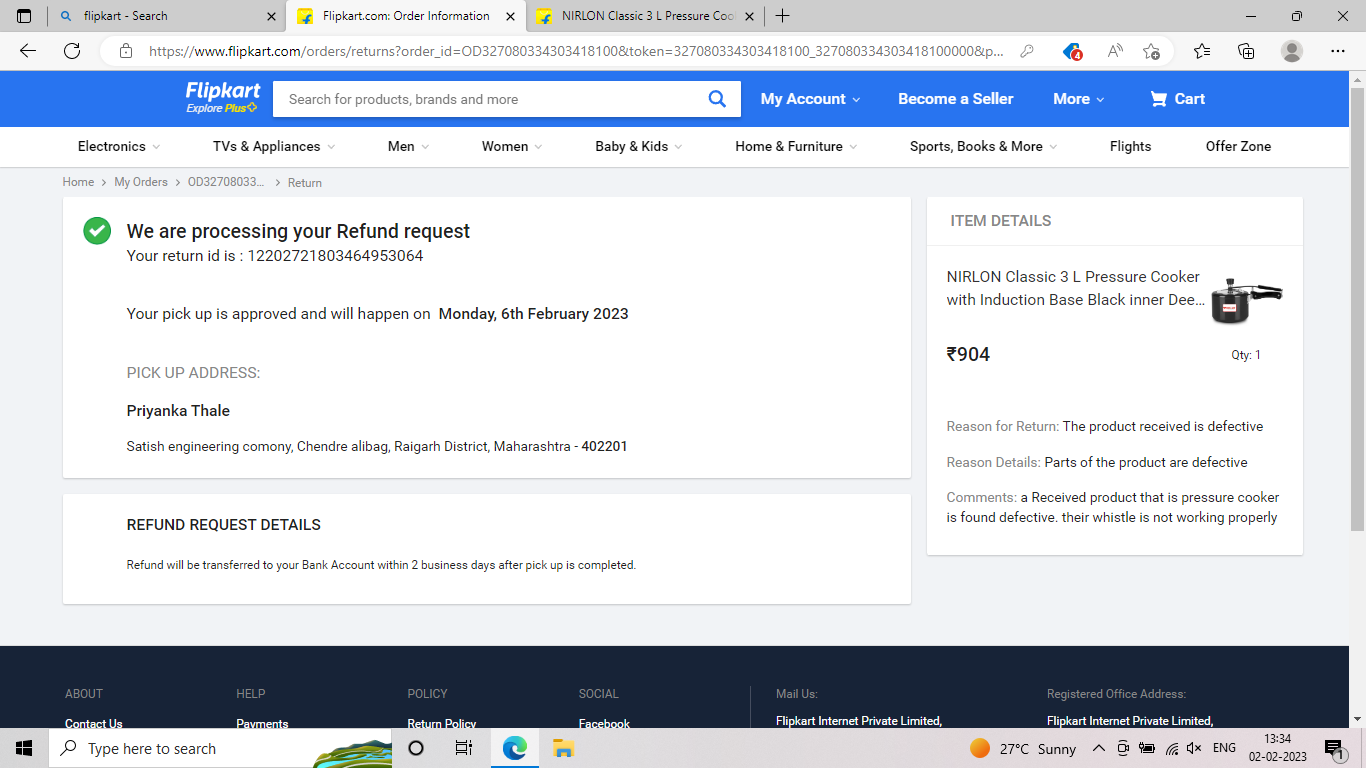 flipkart - Search
Flipkart.com: Order Information
NIRLON Classic 3 L Pressure Coo
https://www.flipkart.com/orders/returns?order_id=OD327080334303418100&token=327080334303418100_327080334303418100000&p...
4
Flipkart
Explore Plus
Search for products, brands and more
My Account
Become a Seller
More
Cart
Electronics
TVs & Appliances
Men
Women
Baby & Kids
Home & Furniture
Sports, Books & More
Flights
Offer Zone
Home > My Orders > OD32708033... > Return
We are processing your Refund request
Your return id is : 12202721803464953064
Your pick up is approved and will happen on Monday, 6th February 2023
PICK UP ADDRESS:
Priyanka Thale
Satish engineering comony, Chendre alibag, Raigarh District, Maharashtra - 402201
REFUND REQUEST DETAILS
Refund will be transferred to your Bank Account within 2 business days after pick up is completed.
ITEM DETAILS
NIRLON Classic 3 L Pressure Cooker
with Induction Base Black inner Dee...
₹904
Qty: 1
Reason for Return: The product received is defective
Reason Details: Parts of the product are defective
Comments: a Received product that is pressure cooker
is found defective. their whistle is not working properly
ABOUT
HELP
POLICY
SOCIAL
Mail Us:
Registered Office Address:
Contact Us
Payments
Return Policy
Facebook
Flipkart Internet Private Limited,
Flipkart Internet Private Limited,
Type here to search
27°C Sunny
ENG
13:34
02-02-2023
1